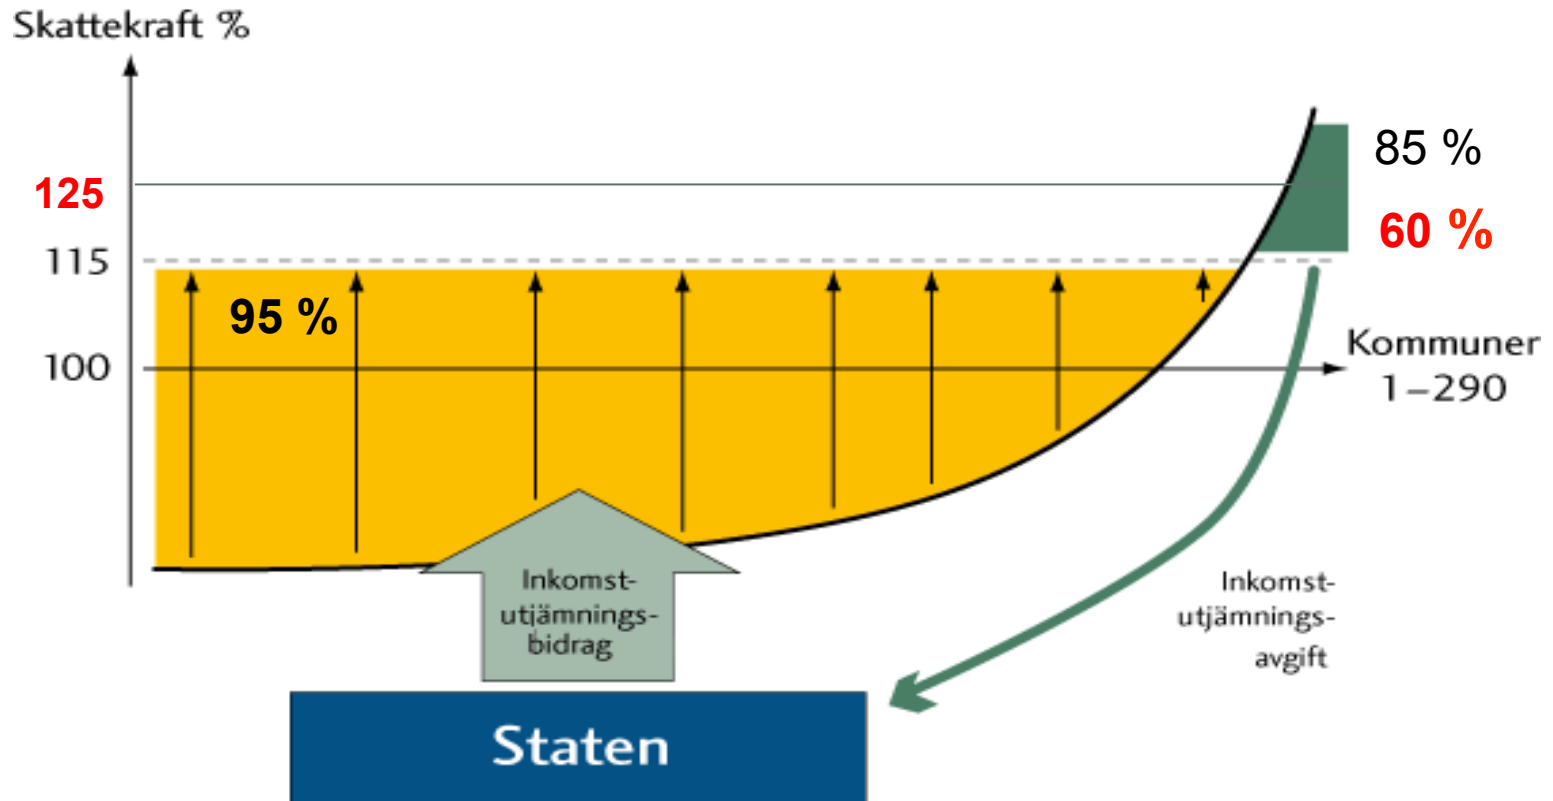 Skattekraft %
85 %
125
60 %
115
95 %
100
Kommuner
1–290
Inkomst-
utjämnings-
bidrag
Inkomst-
utjämnings-
avgift
Staten